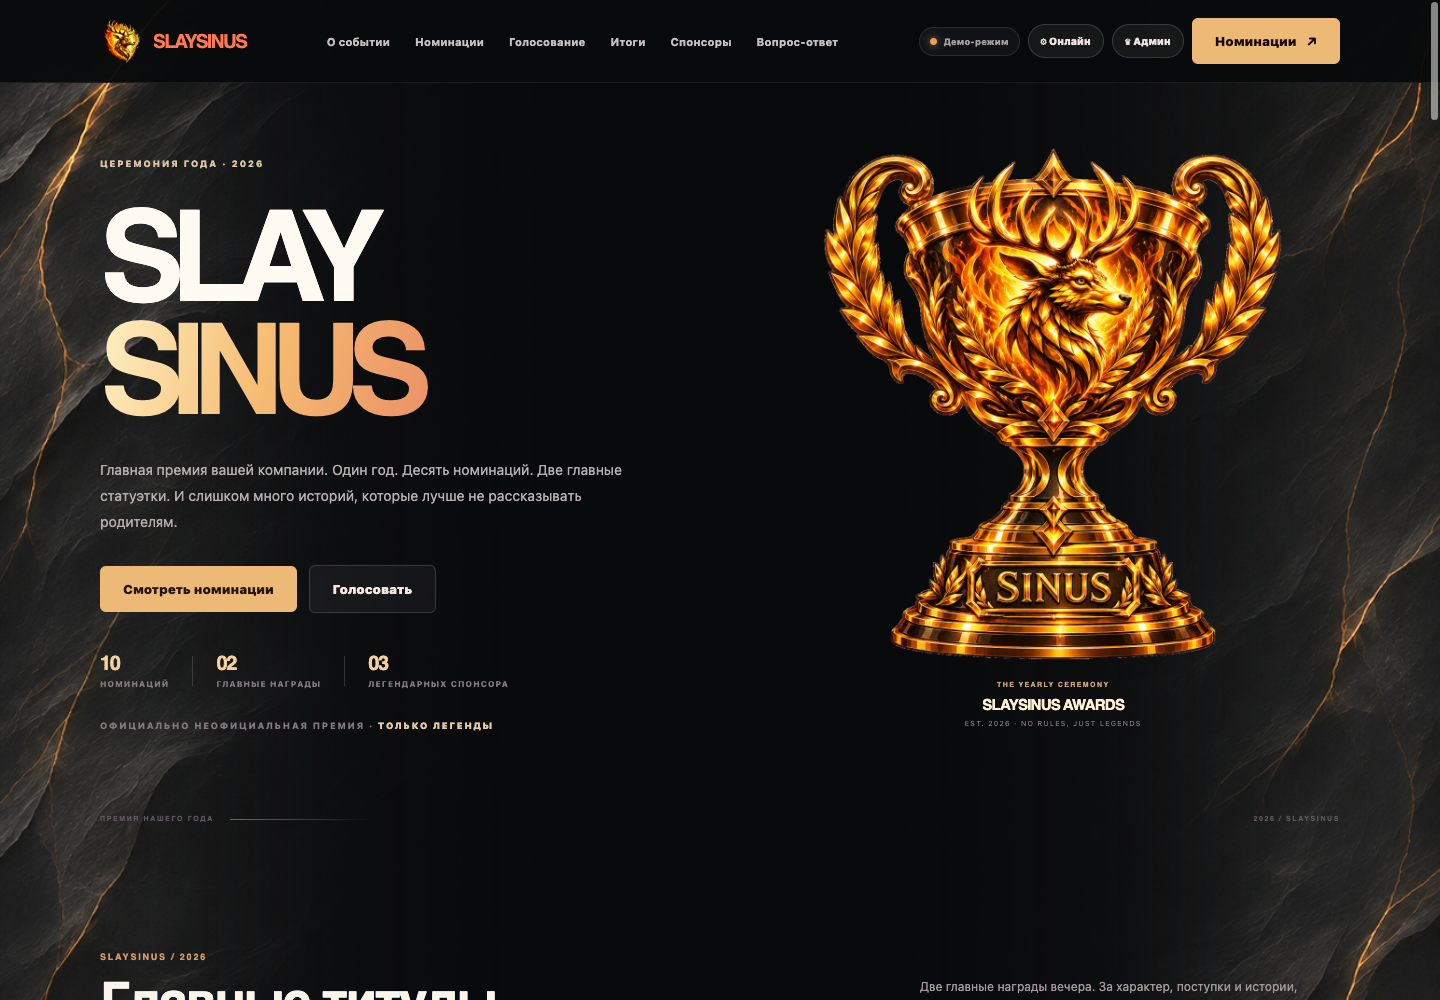 SLAYSINUS
О событии
Номинации
Голосование
Итоги
Спонсоры
Вопрос-ответ
Демо-режим
Онлайн
Админ
Номинации ↗
ЦЕРЕМОНИЯ ГОДА · 2026
SLAY
SINUS
Главная премия вашей компании. Один год. Десять номинаций. Две главные
статуэтки. И слишком много историй, которые лучше не рассказывать
родителям.
Смотреть номинации
Голосовать
10
НОМИНАЦИЙ
02
ГЛАВНЫЕ НАГРАДЫ
03
ЛЕГЕНДАРНЫХ СПОНСОРА
ОФИЦИАЛЬНО НЕОФИЦИАЛЬНАЯ ПРЕМИЯ · ТОЛЬКО ЛЕГЕНДЫ
SINUS
THE YEARLY CEREMONY
SLAYSINUS AWARDS
EST. 2026 · NO RULES, JUST LEGENDS
ПРЕМИЯ НАШЕГО ГОДА
2026 / SLAYSINUS
SLAYSINUS / 2026
Главные титулы
Две главные награды вечера. За характер, поступки и истории,